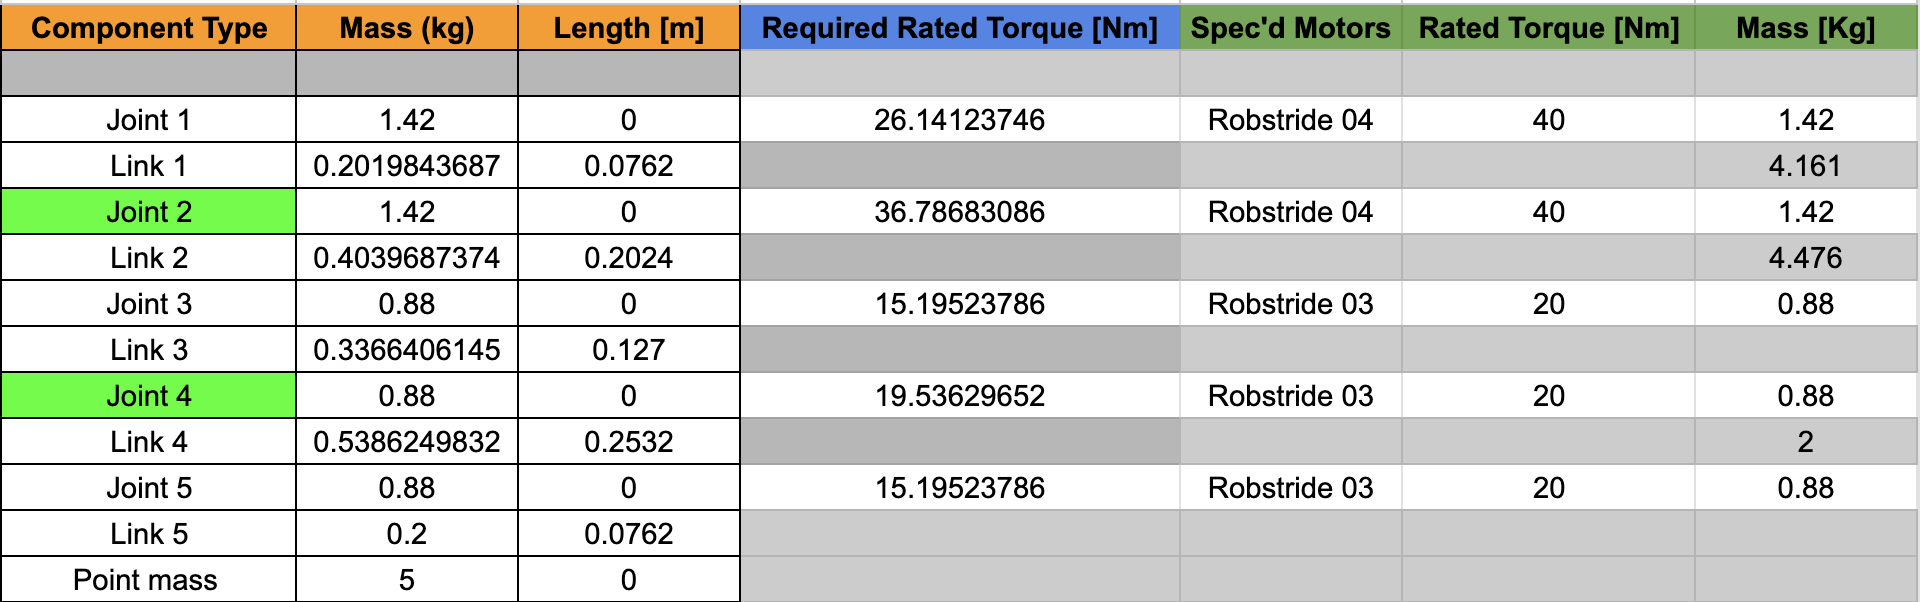 Component Type Mass (kg) Length [m] Required Rated Torque [Nm] Spec'd Motors Rated Torque [Nm] Mass [Kg]
Joint 1 1.42 0 26.14123746 Robstride 04 40 1.42
Link 1 0.2019843687 0.0762 4.161
Joint 2 1.42 0 36.78683086 Robstride 04 40 1.42
Link 2 0.4039687374 0.2024 4.476
Joint 3 0.88 0 15.19523786 Robstride 03 20 0.88
Link 3 0.3366406145 0.127
Joint 4 0.88 0 19.53629652 Robstride 03 20 0.88
Link 4 0.5386249832 0.2532 2
Joint 5 0.88 0 15.19523786 Robstride 03 20 0.88
Link 5 0.2 0.0762
Point mass 5 0